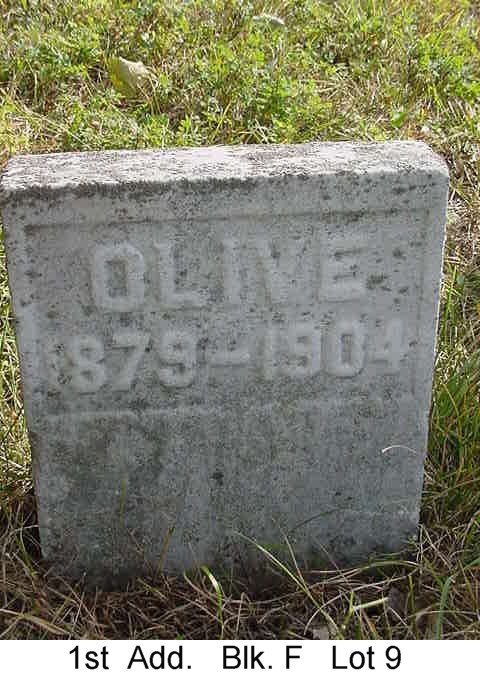 OLIVE
1879-1904
1st Add. Blk. F Lot 9